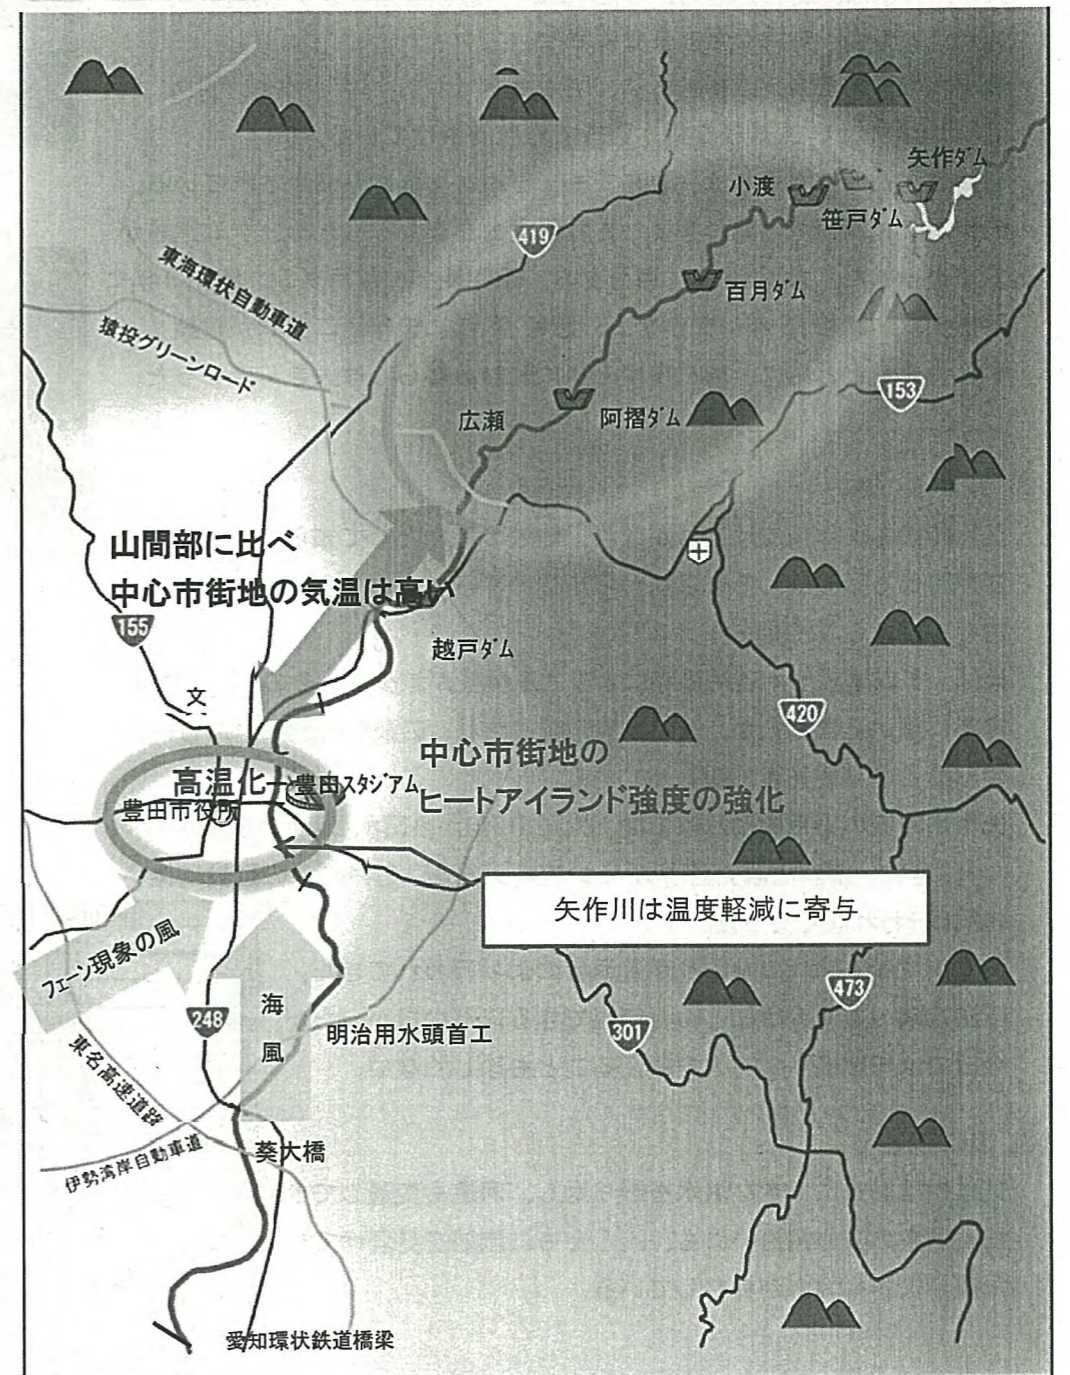 矢作ダム
小渡
笹戸ダム
419
東海環状自動車道
百月ダム
猿投グリーンロード
153
広瀬
阿摺ダム
山間部に比べ
中心市街地の気温は高い
155
越戸ダム
文
420
中心市街地の
ヒートアイランド強度の強化
高温化
豊田スタジアム
豊田市役所
矢作川は温度軽減に寄与
フェーン現象の風
473
海
風
248
301
明治用水頭首工
東名高速道路
葵大橋
伊勢湾岸自動車道
愛知環状鉄道橋梁